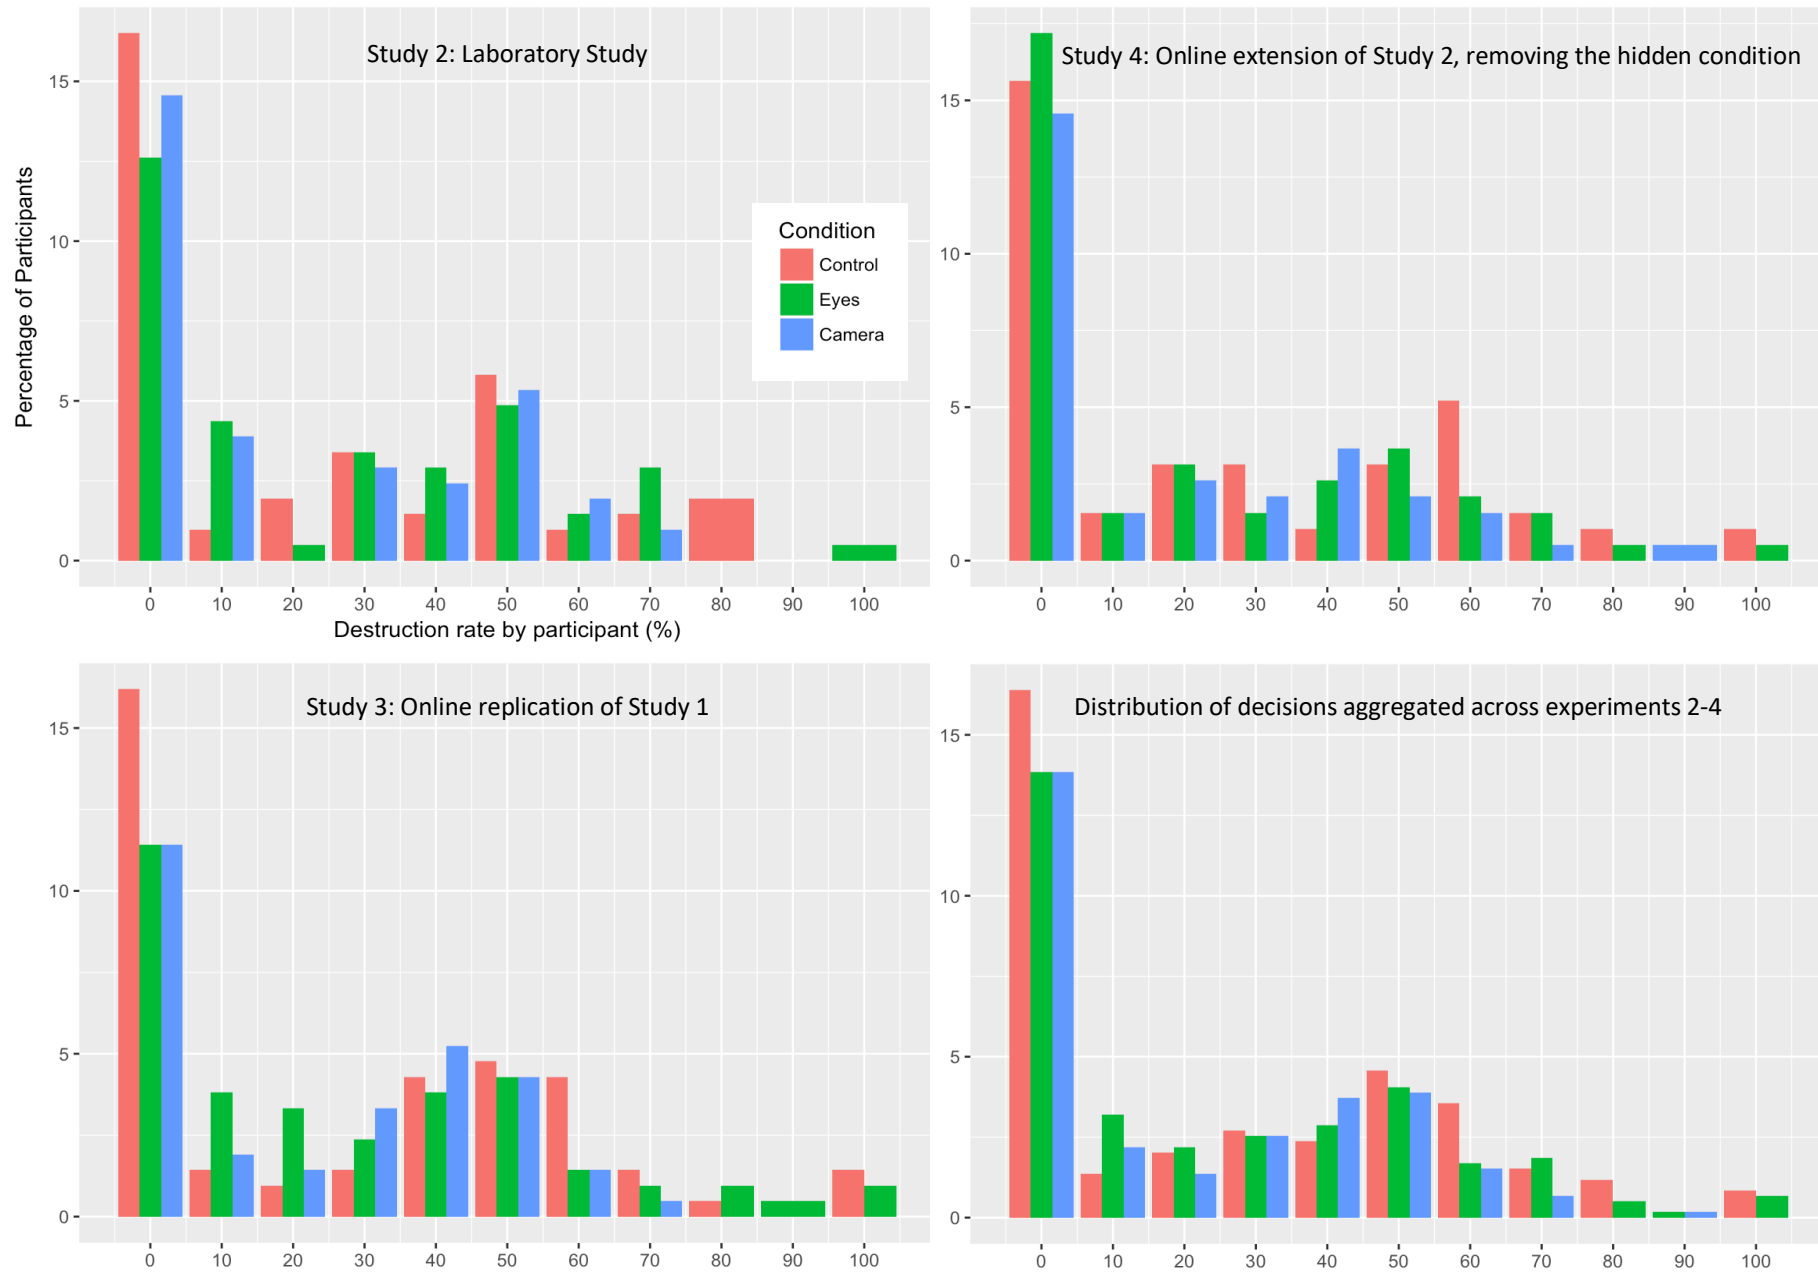 Study 2: Laboratory Study
Percentage of Participants
15
10
5
0
Condition
Control
Eyes
Camera
0 10 20 30 40 50 60 70 80 90 100
Destruction rate by participant (%)
Study 4: Online extension of Study 2, removing the hidden condition
15
10
5
0
0 10 20 30 40 50 60 70 80 90 100
Study 3: Online replication of Study 1
15
10
5
0
0 10 20 30 40 50 60 70 80 90 100
Distribution of decisions aggregated across experiments 2-4
15
10
5
0
0 10 20 30 40 50 60 70 80 90 100